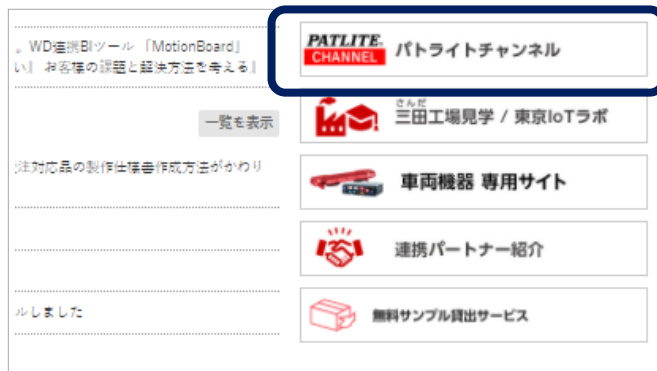 。WD連携BIツール 「MotionBoard」
い』 お客様の課題と解決方法を考える』
一覧を表示
注対応品の製作仕様書作成方法がかわり
ルしました
PATLITE.
CHANNEL
パトライトチャンネル
さんだ
三田工場見学 / 東京IoTラボ
車両機器 専用サイト
連携パートナー紹介
無料サンプル貸出サービス